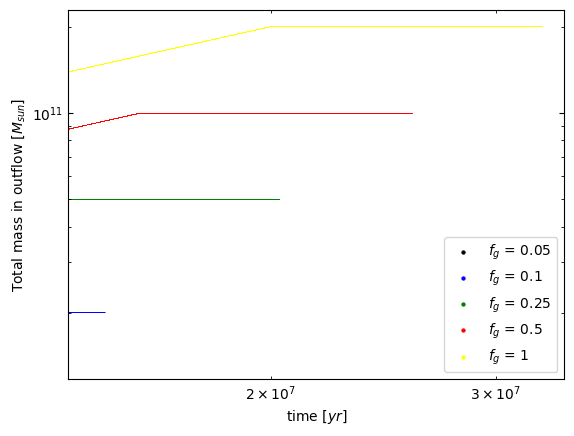 Total mass in outflow [$M_{sun}$]
$10^{11}$
$f_g$ = 0.05
$f_g$ = 0.1
$f_g$ = 0.25
$f_g$ = 0.5
$f_g$ = 1
$2 \times 10^7$
$3 \times 10^7$
time [$yr$]